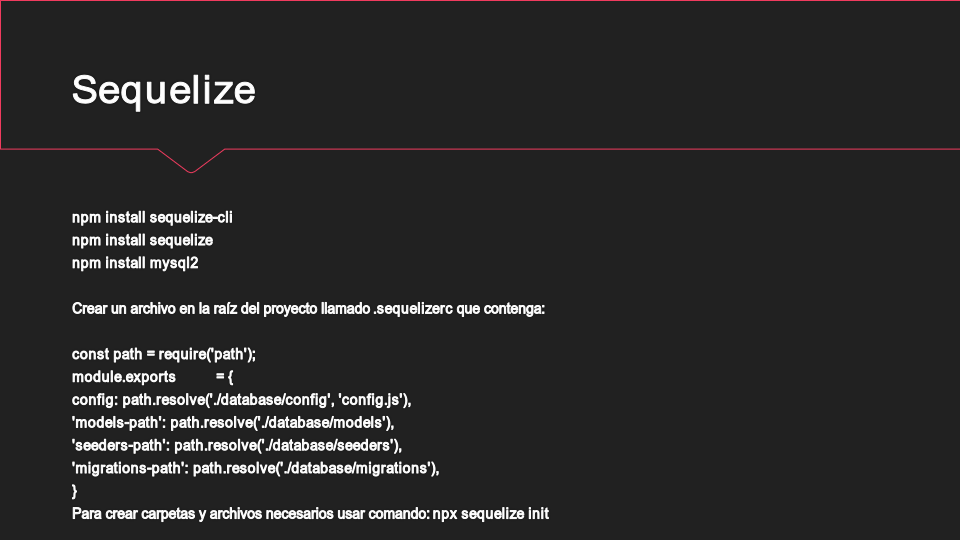 Sequelize
npm install sequelize-cli
npm install sequelize
npm install mysql2
Crear un archivo en la raíz del proyecto llamado .sequelizerc que contenga:
const path = require('path');
module.exports = {
config: path.resolve('./database/config', 'config.js'),
'models-path': path.resolve('./database/models'),
'seeders-path': path.resolve('./database/seeders'),
'migrations-path': path.resolve('./database/migrations'),
}
Para crear carpetas y archivos necesarios usar comando: npx sequelize init